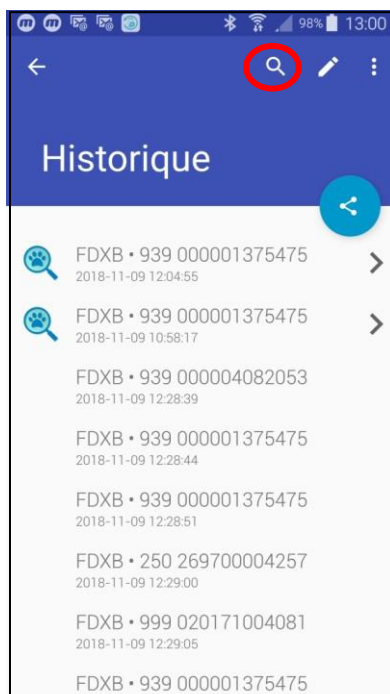 98% 13:00
Historique
FDXB • 939 000001375475
2018-11-09 12:04:55
FDXB • 939 000001375475
2018-11-09 10:58:17
FDXB • 939 000004082053
2018-11-09 12:28:39
FDXB • 939 000001375475
2018-11-09 12:28:44
FDXB • 939 000001375475
2018-11-09 12:28:51
FDXB • 250 269700004257
2018-11-09 12:29:00
FDXB • 999 020171004081
2018-11-09 12:29:05
FDXB • 939 000001375475